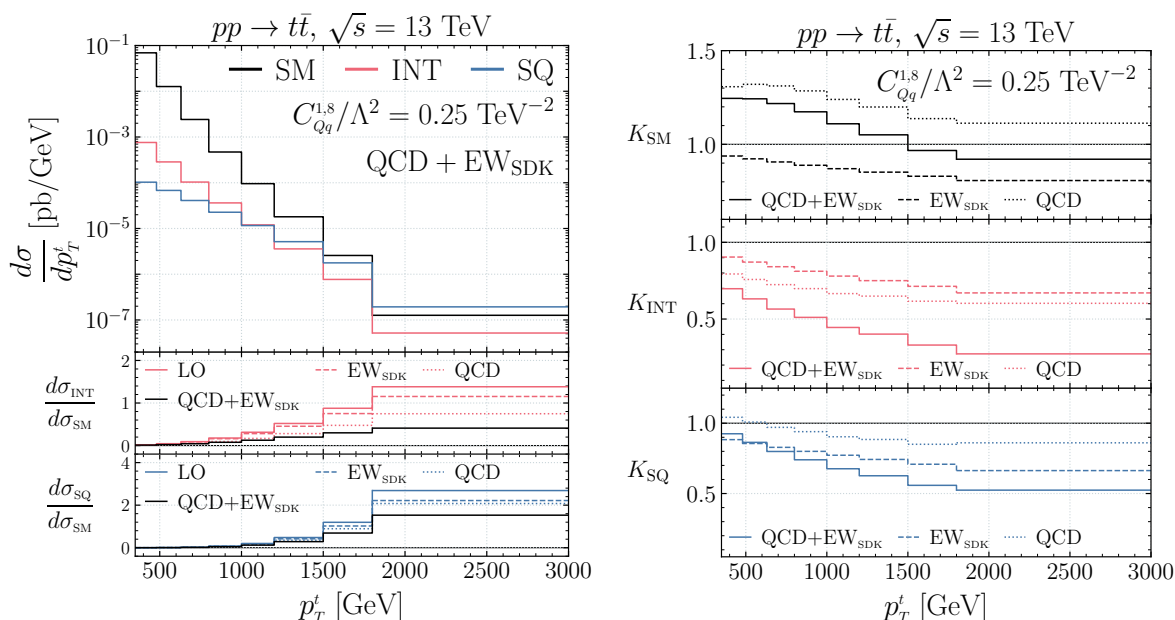 pp → tt̄, √s = 13 TeV
10⁻¹
10⁻³
10⁻⁵
10⁻⁷
dσ/dp_T^t [pb/GeV]
SM INT SQ
C_{Qq}^{1,8}/Λ² = 0.25 TeV⁻²
QCD + EW_SDK
dσ_INT/dσ_SM
2
1
0
LO EW_SDK QCD
QCD+EW_SDK
dσ_SQ/dσ_SM
4
2
0
LO EW_SDK QCD
QCD+EW_SDK
500 1000 1500 2000 2500 3000
p_T^t [GeV]
pp → tt̄, √s = 13 TeV
1.5
1.0
K_SM
C_{Qq}^{1,8}/Λ² = 0.25 TeV⁻²
QCD+EW_SDK EW_SDK QCD
1.0
0.5
K_INT
QCD+EW_SDK EW_SDK QCD
1.0
0.5
K_SQ
QCD+EW_SDK EW_SDK QCD
500 1000 1500 2000 2500 3000
p_T^t [GeV]